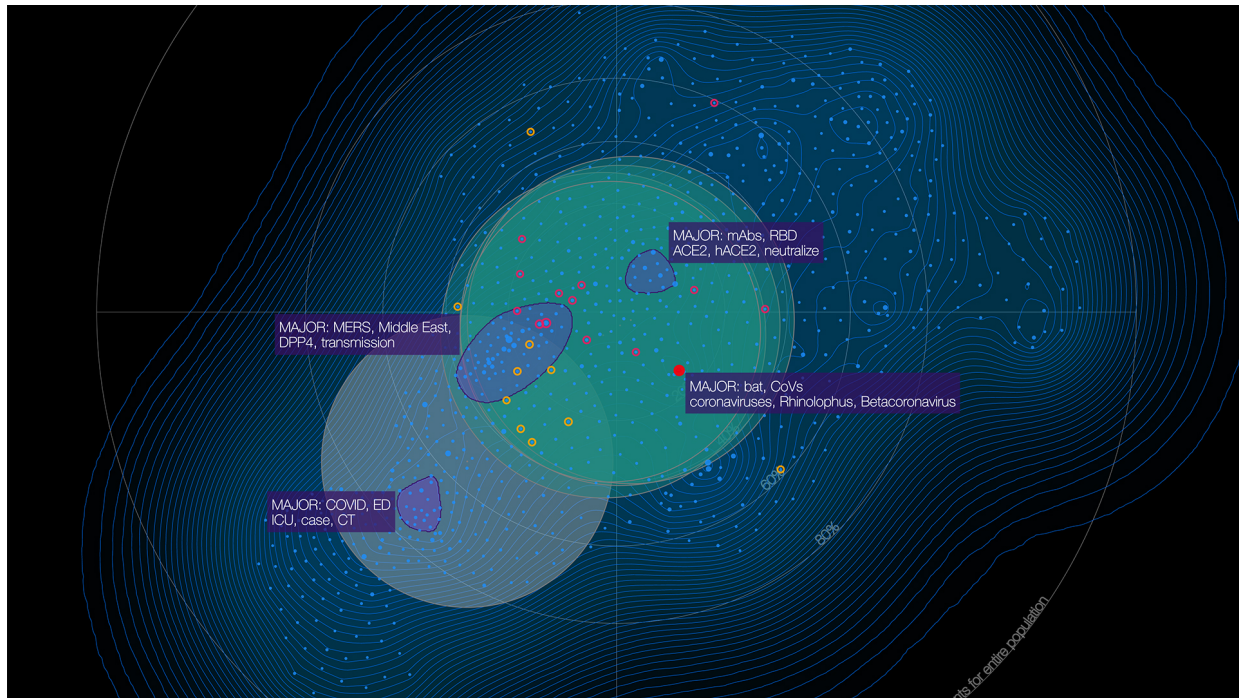 MAJOR: mAbs, RBD
ACE2, hACE2, neutralize
MAJOR: MERS, Middle East,
DPP4, transmission
MAJOR: bat, CoVs
coronaviruses, Rhinolophus, Betacoronavirus
60%
MAJOR: COVID, ED
ICU, case, CT
80%
for entire population